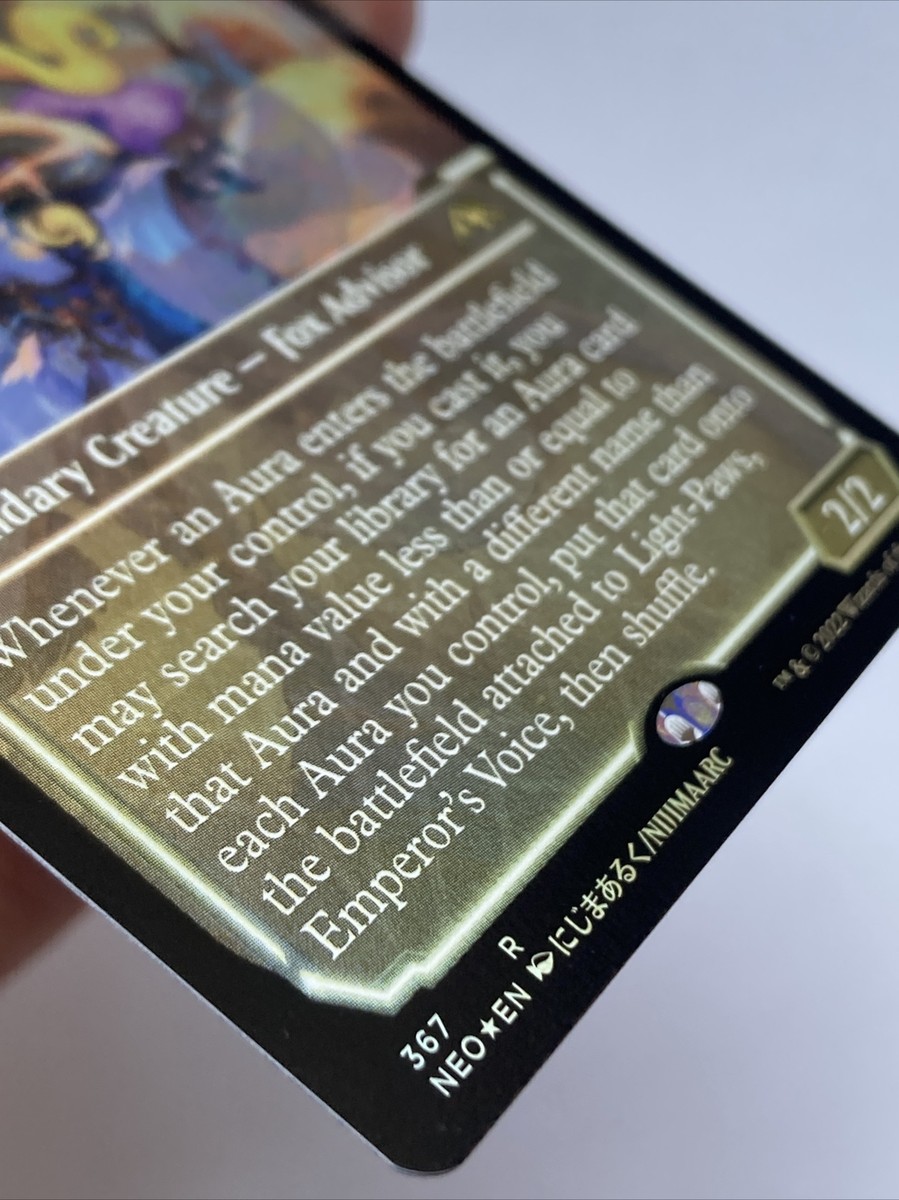 ndary Creature — Fox Advisor
Whenever an Aura enters the battlefield
under your control, if you cast it, you
may search your library for an Aura card
with mana value less than or equal to
that Aura and with a different name than
each Aura you control, put that card onto
the battlefield attached to Light-Paws,
Emperor's Voice, then shuffle.
2/2
367 R
NEO★EN にじまあるく/NIJIMAARC
™ & © 2022 Wizards of